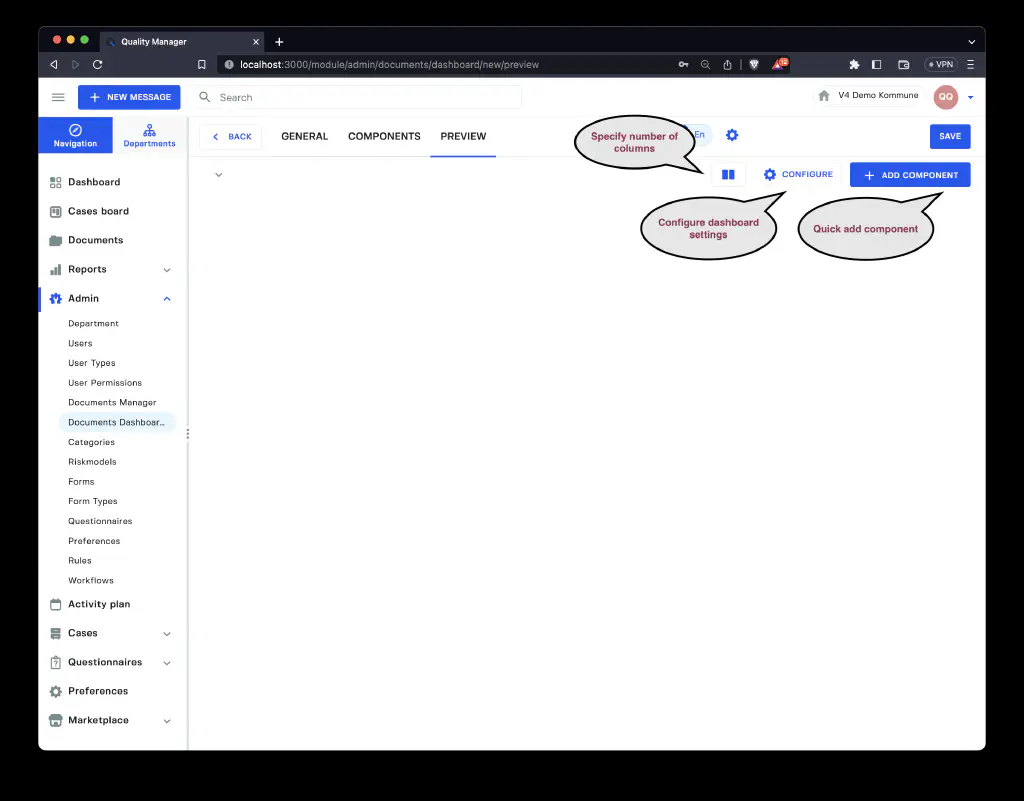 Quality Manager
localhost:3000/module/admin/documents/dashboard/new/preview
12
VPN
NEW MESSAGE
Search
V4 Demo Kommune
QQ
Navigation
Departments
BACK
GENERAL
COMPONENTS
PREVIEW
En
SAVE
Specify number of
columns
CONFIGURE
ADD COMPONENT
Configure dashboard
settings
Quick add component
Dashboard
Cases board
Documents
Reports
Admin
Department
Users
User Types
User Permissions
Documents Manager
Documents Dashboar...
Categories
Riskmodels
Forms
Form Types
Questionnaires
Preferences
Rules
Workflows
Activity plan
Cases
Questionnaires
Preferences
Marketplace